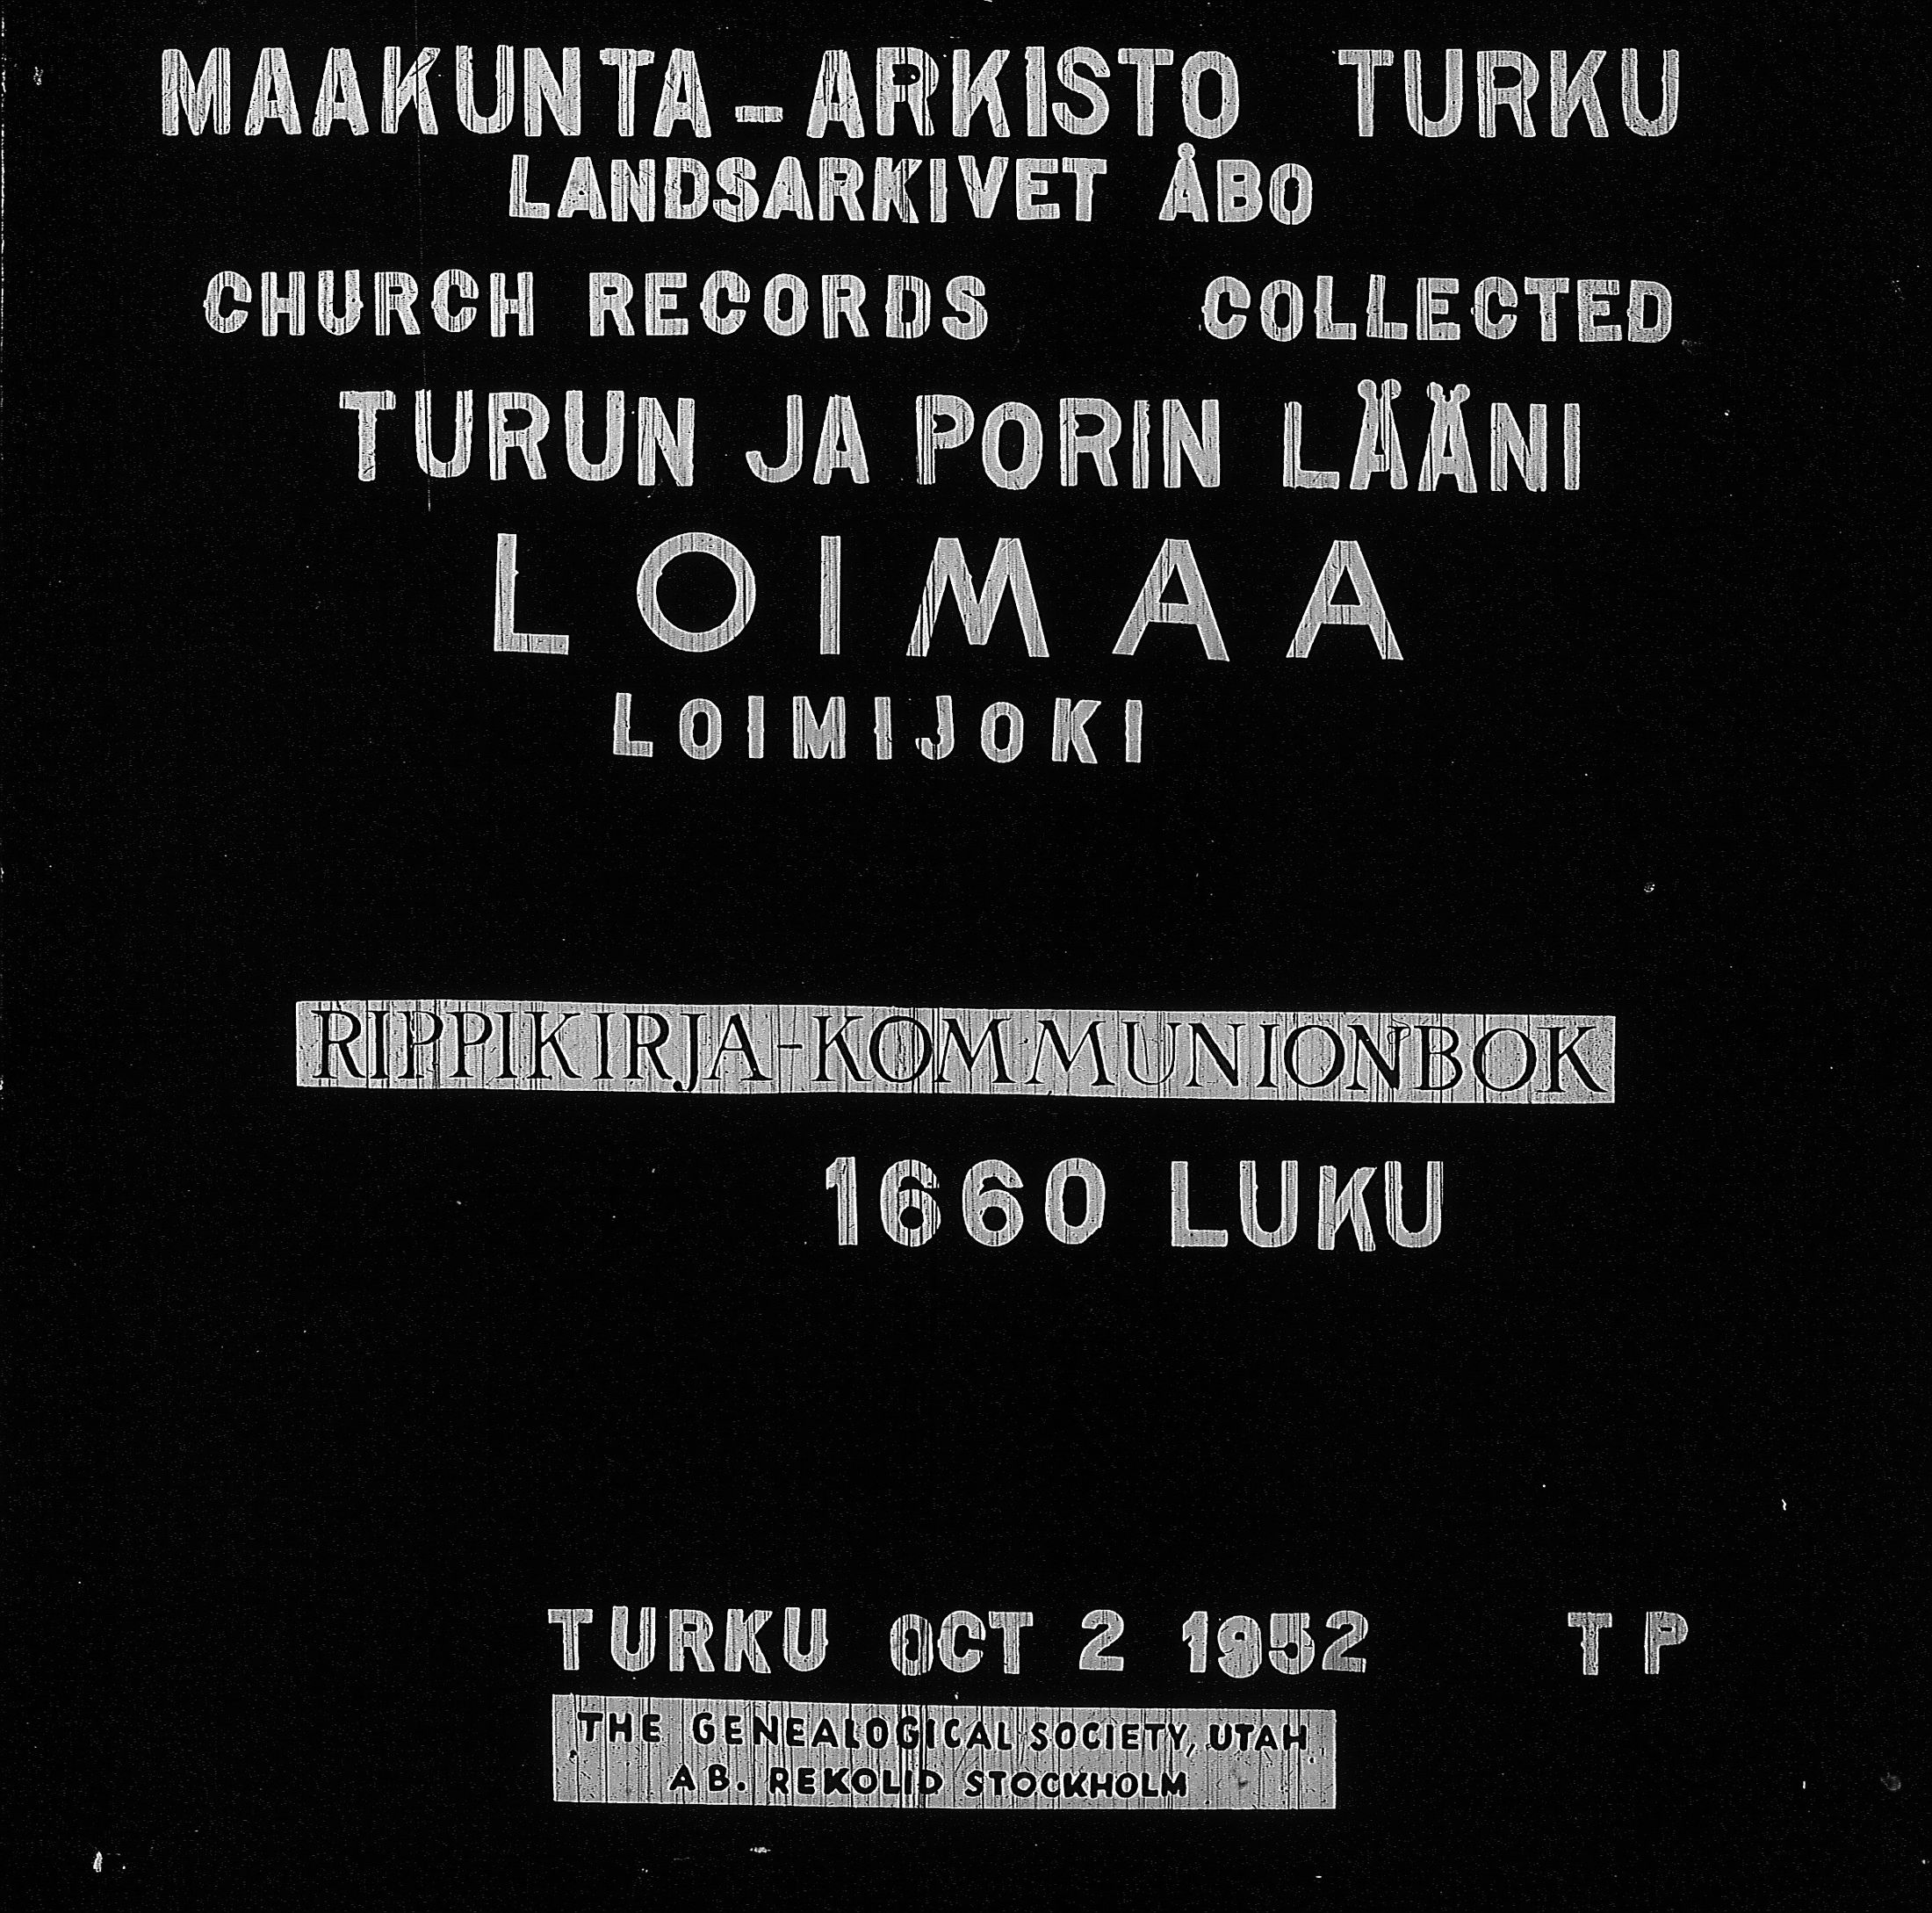 MAAKUNTA-ARKISTO TURKU
LANDSARKIVET ÅBO
CHURCH RECORDS COLLECTED
TURUN JA PORIN LÄÄNI
LOIMAA
LOIMIJOKI
RIPPIKIRJA-KOMMUNIONBOK
1660 LUKU
TURKU OCT 2 1952 T P
THE GENEALOGICAL SOCIETY, UTAH
AB. REKOLID STOCKHOLM